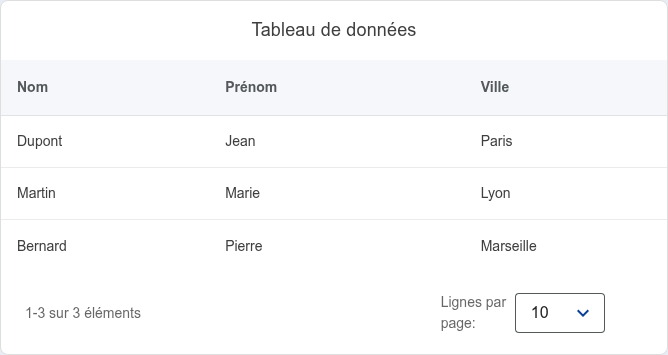 Tableau de données
Nom Prénom Ville
Dupont Jean Paris
Martin Marie Lyon
Bernard Pierre Marseille
1-3 sur 3 éléments
Lignes par
page:
10